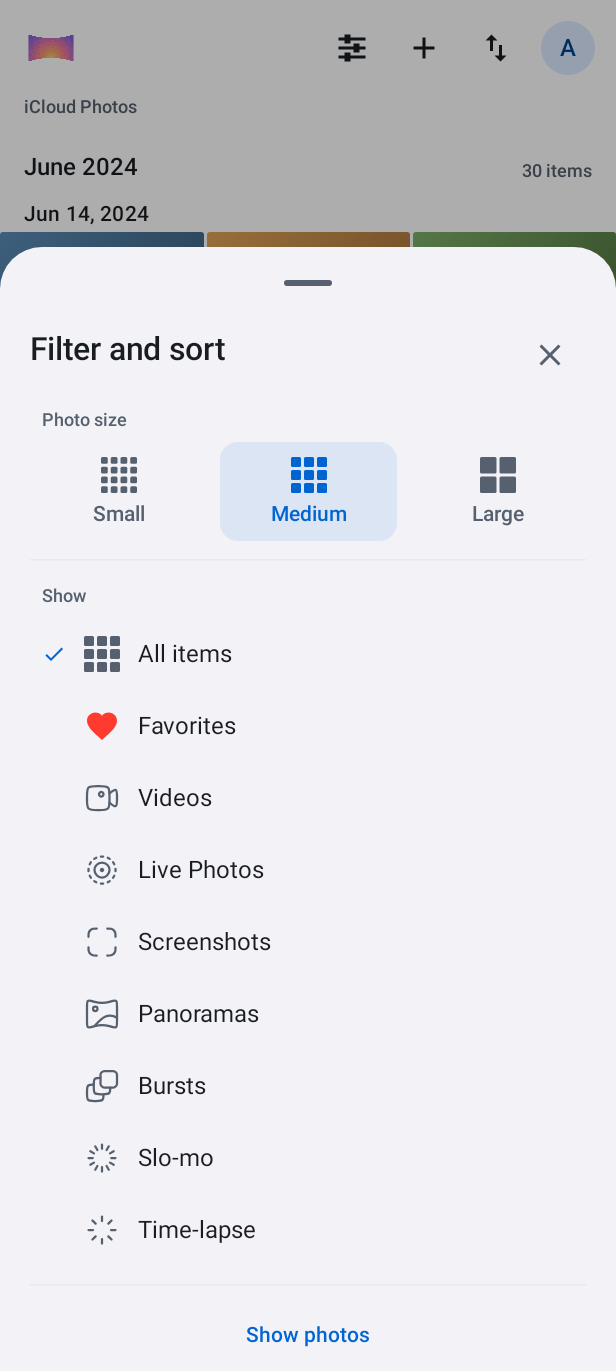 A
iCloud Photos
June 2024
30 items
Jun 14, 2024
Filter and sort
Photo size
Small
Medium
Large
Show
All items
Favorites
Videos
Live Photos
Screenshots
Panoramas
Bursts
Slo-mo
Time-lapse
Show photos